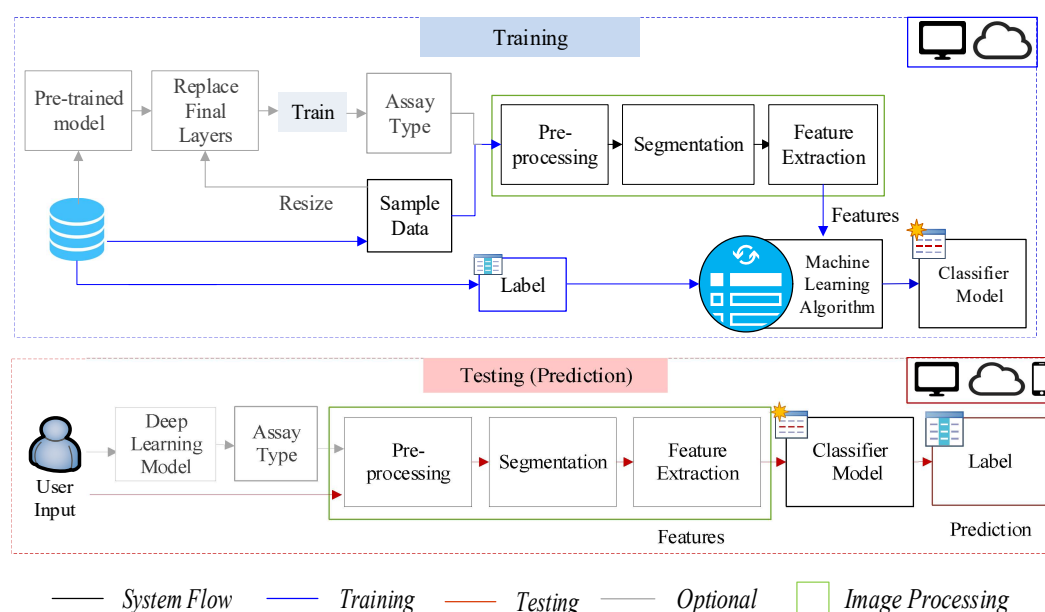 Training
Pre-trained
model
Replace
Final
Layers
Train
Assay
Type
Pre-
processing
Segmentation
Feature
Extraction
Resize
Sample
Data
Features
Label
Machine
Learning
Algorithm
Classifier
Model
Testing (Prediction)
User
Input
Deep
Learning
Model
Assay
Type
Pre-
processing
Segmentation
Feature
Extraction
Classifier
Model
Label
Features
Prediction
System Flow
Training
Testing
Optional
Image Processing